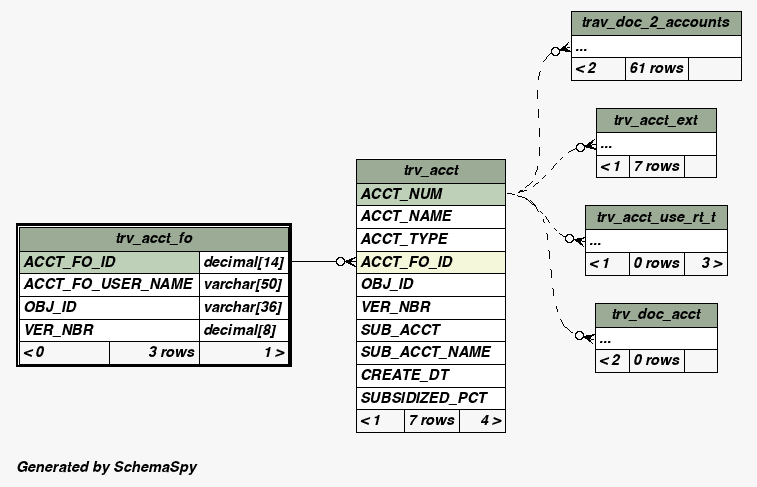 trav_doc_2_accounts
...
< 2 61 rows
trv_acct_ext
...
< 1 7 rows
trv_acct
ACCT_NUM
ACCT_NAME
ACCT_TYPE
ACCT_FO_ID
OBJ_ID
VER_NBR
SUB_ACCT
SUB_ACCT_NAME
CREATE_DT
SUBSIDIZED_PCT
< 1 7 rows 4 >
trv_acct_use_rt_t
...
< 1 0 rows 3 >
trv_acct_fo
ACCT_FO_ID decimal[14]
ACCT_FO_USER_NAME varchar[50]
OBJ_ID varchar[36]
VER_NBR decimal[8]
< 0 3 rows 1 >
trv_doc_acct
...
< 2 0 rows
Generated by SchemaSpy